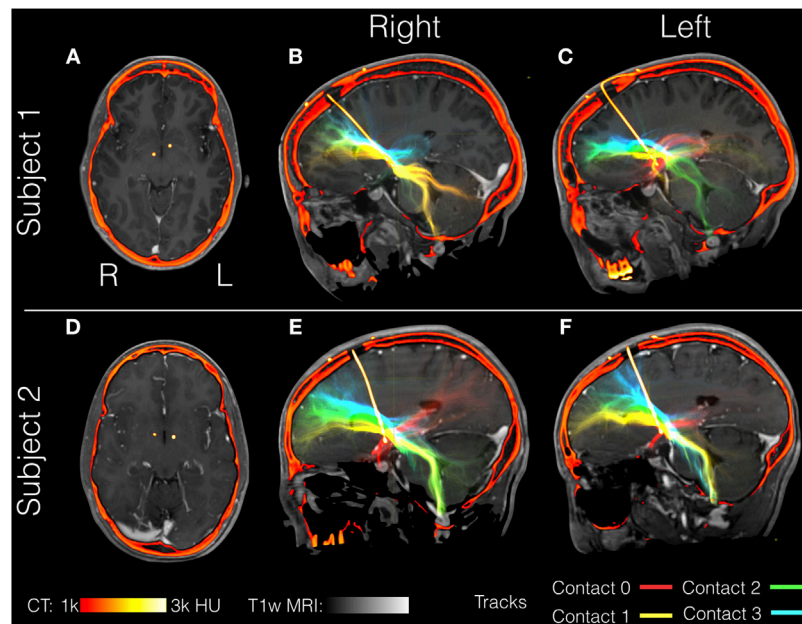 Right Left
Subject 1
A B C
R L
Subject 2
D E F
CT: 1k 3k HU T1w MRI: Tracks Contact 0 Contact 2
Contact 1 Contact 3